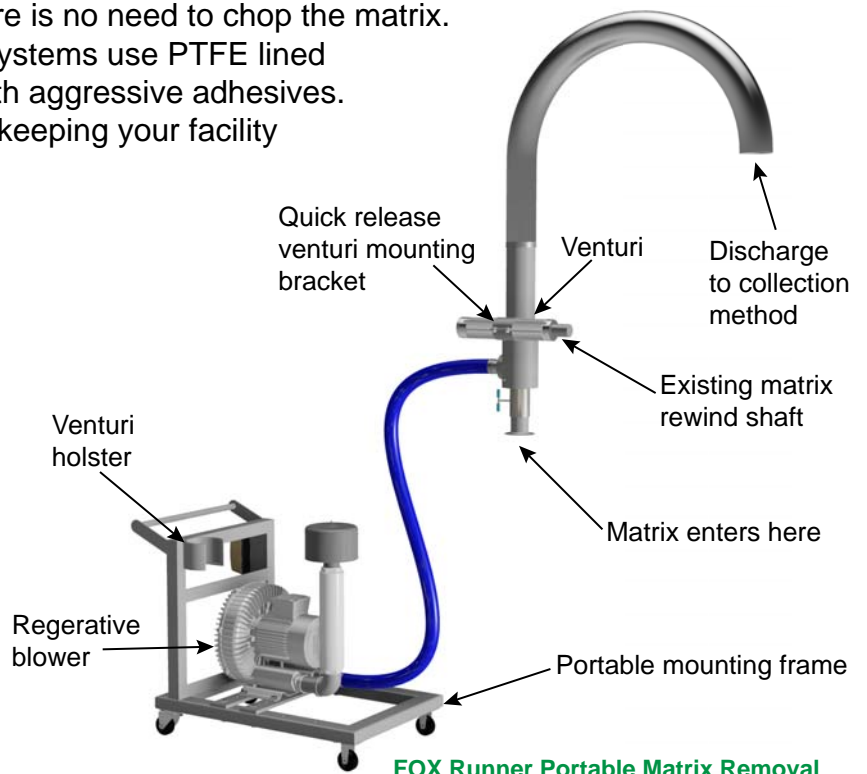 re is no need to chop the matrix.
ystems use PTFE lined
th aggressive adhesives.
keeping your facility
Quick release
venturi mounting
bracket
Venturi
Discharge
to collection
method
Existing matrix
rewind shaft
Venturi
holster
Matrix enters here
Regerative
blower
Portable mounting frame
FOX Runner Portable Matrix Removal